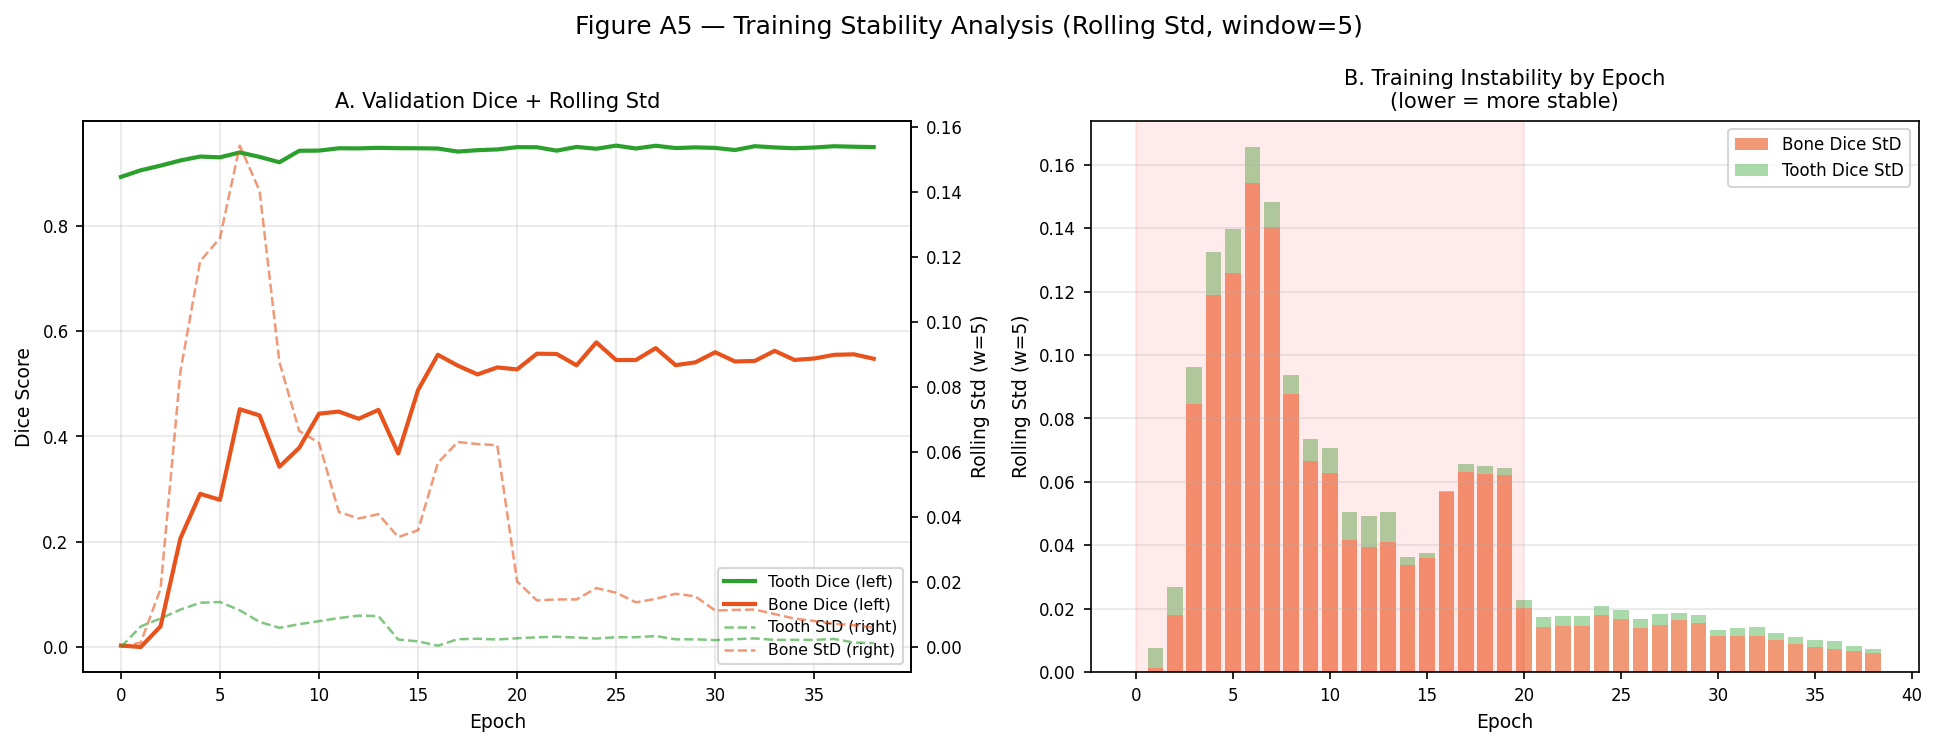 Figure A5 — Training Stability Analysis (Rolling Std, window=5)
A. Validation Dice + Rolling Std
Dice Score
0.8
0.6
0.4
0.2
0.0
0.16
0.14
0.12
0.10
0.08
0.06
0.04
0.02
0.00
Rolling Std (w=5)
Tooth Dice (left)
Bone Dice (left)
Tooth StD (right)
Bone StD (right)
0 5 10 15 20 25 30 35
Epoch
B. Training Instability by Epoch
(lower = more stable)
Rolling Std (w=5)
0.16
0.14
0.12
0.10
0.08
0.06
0.04
0.02
0.00
Bone Dice StD
Tooth Dice StD
0 5 10 15 20 25 30 35 40
Epoch